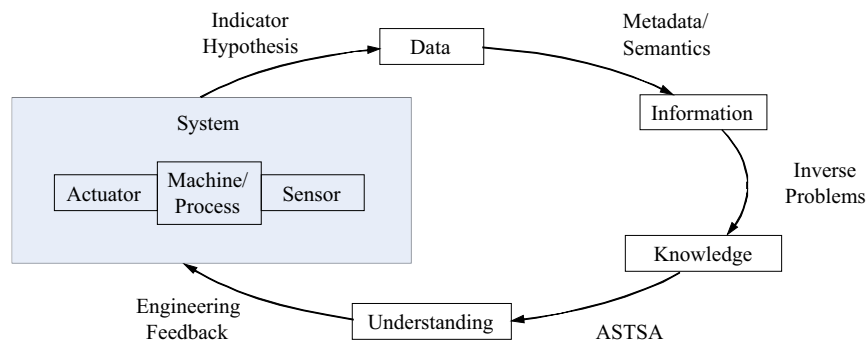 Indicator
Hypothesis
Data
Metadata/
Semantics
System
Information
Actuator
Machine/
Process
Sensor
Inverse
Problems
Knowledge
Engineering
Feedback
Understanding
ASTSA